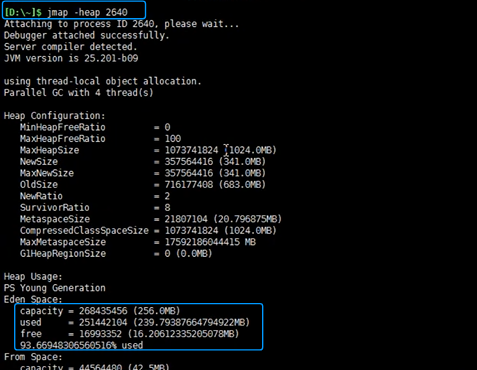 [D:\~]$ jmap -heap 2640
Attaching to process ID 2640, please wait...
Debugger attached successfully.
Server compiler detected.
JVM version is 25.201-b09
using thread-local object allocation.
Parallel GC with 4 thread(s)
Heap Configuration:
MinHeapFreeRatio = 0
MaxHeapFreeRatio = 100
MaxHeapSize = 1073741824 (1024.0MB)
NewSize = 357564416 (341.0MB)
MaxNewSize = 357564416 (341.0MB)
OldSize = 716177408 (683.0MB)
NewRatio = 2
SurvivorRatio = 8
MetaspaceSize = 21807104 (20.796875MB)
CompressedClassSpaceSize = 1073741824 (1024.0MB)
MaxMetaspaceSize = 17592186044415 MB
G1HeapRegionSize = 0 (0.0MB)
Heap Usage:
PS Young Generation
Eden Space:
capacity = 268435456 (256.0MB)
used = 251442104 (239.79387664794922MB)
free = 16993352 (16.20612335205078MB)
93.66948306560516% used
From Space:
capacity = 44564480 (42.5MB)